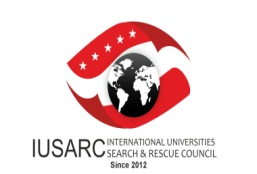 IUSARC INTERNATIONAL UNIVERSITIES
SEARCH & RESCUE COUNCIL
Since 2012